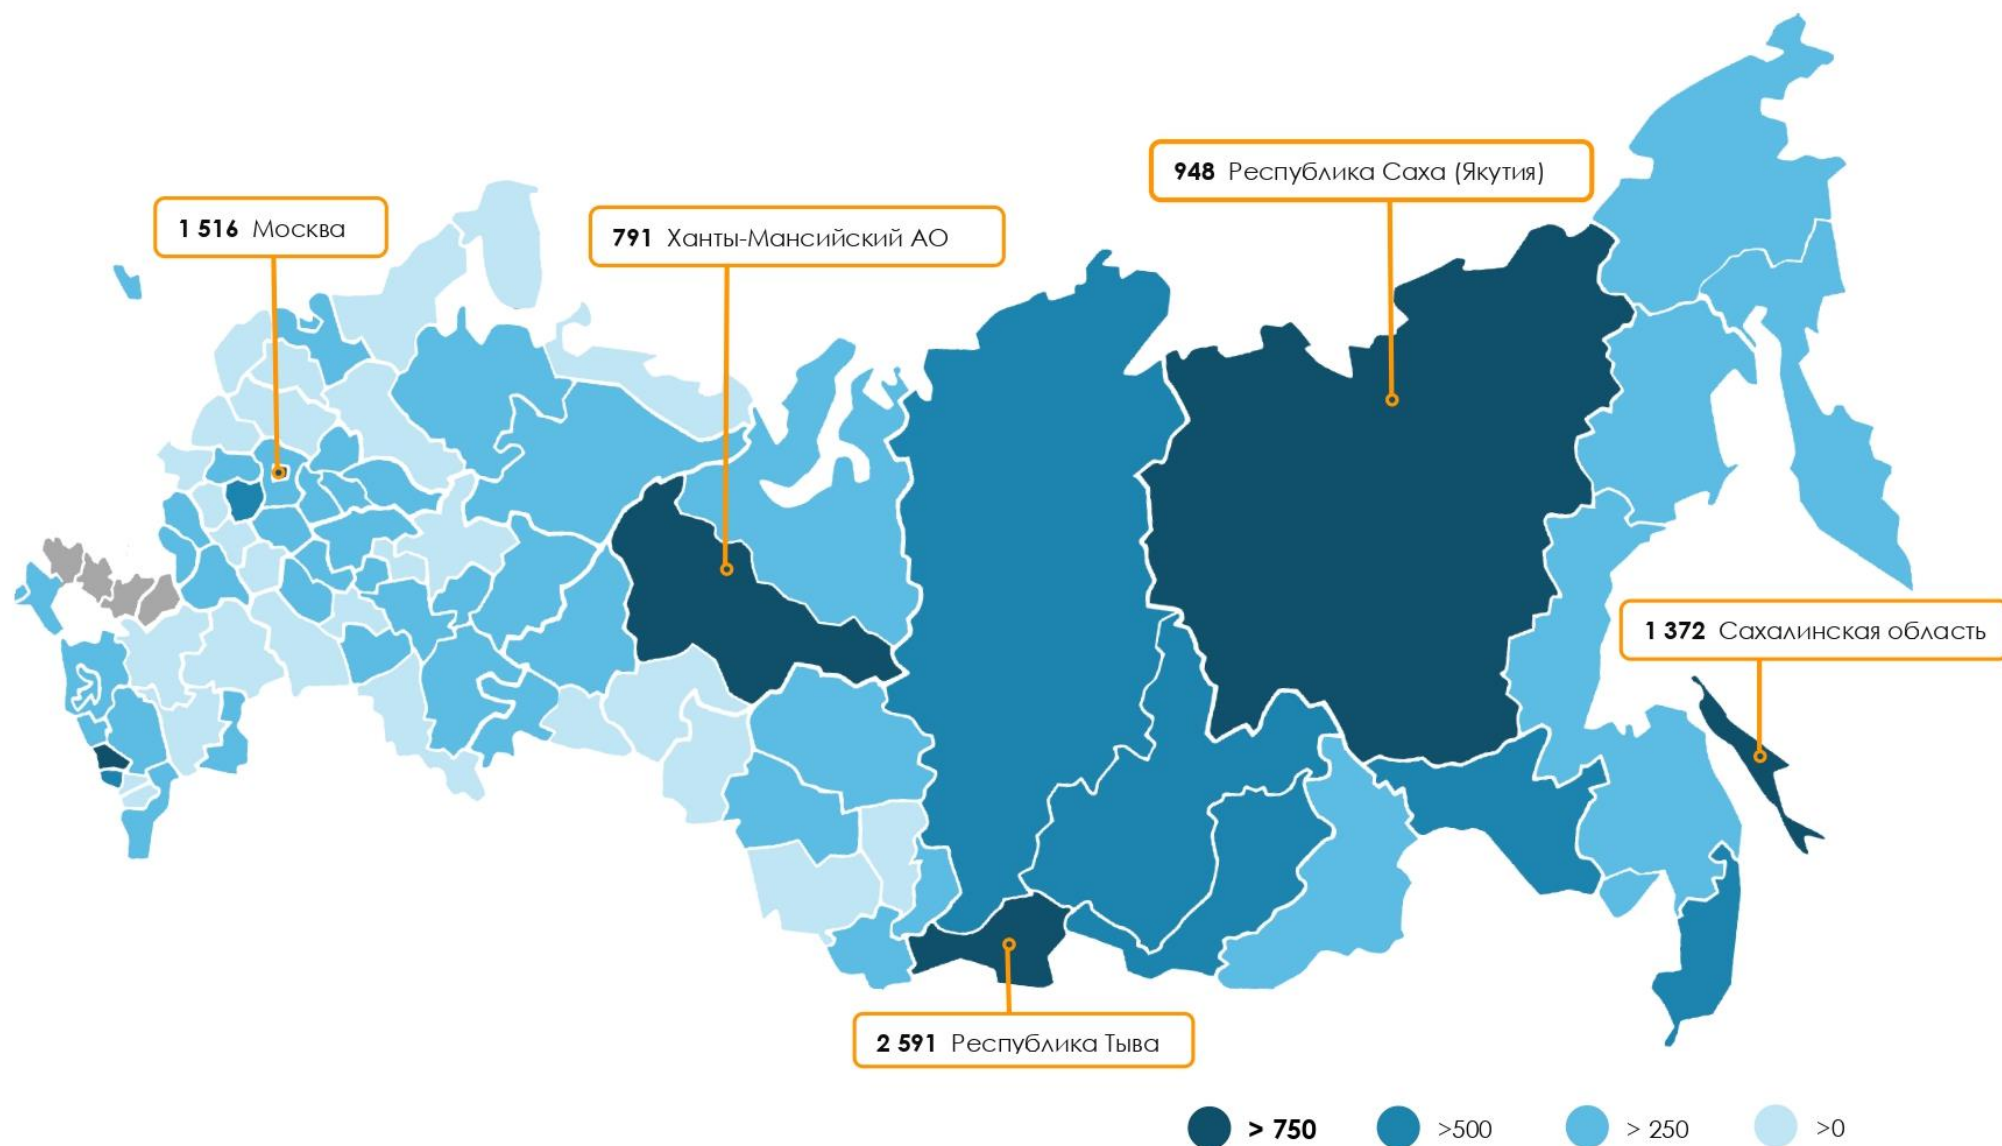 948 Республика Саха (Якутия)
1 516 Москва
791 Ханты-Мансийский АО
1 372 Сахалинская область
2 591 Республика Тыва
> 750 >500 > 250 >0